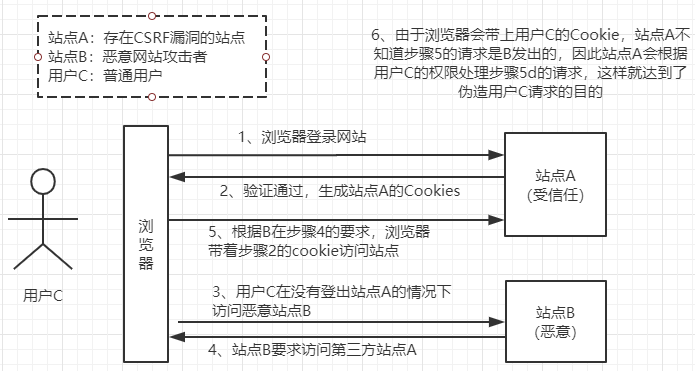 站点A：存在CSRF漏洞的站点
站点B：恶意网站攻击者
用户C：普通用户
6、由于浏览器会带上用户C的Cookie，站点A不
知道步骤5的请求是B发出的，因此站点A会根据
用户C的权限处理步骤5d的请求，这样就达到了
伪造用户C请求的目的
1、浏览器登录网站
2、验证通过，生成站点A的Cookies
站点A
(受信任)
浏
览
器
5、根据B在步骤4的要求，浏览器
带着步骤2的cookie访问站点
用户C
3、用户C在没有登出站点A的情况下
访问恶意站点B
站点B
(恶意)
4、站点B要求访问第三方站点A